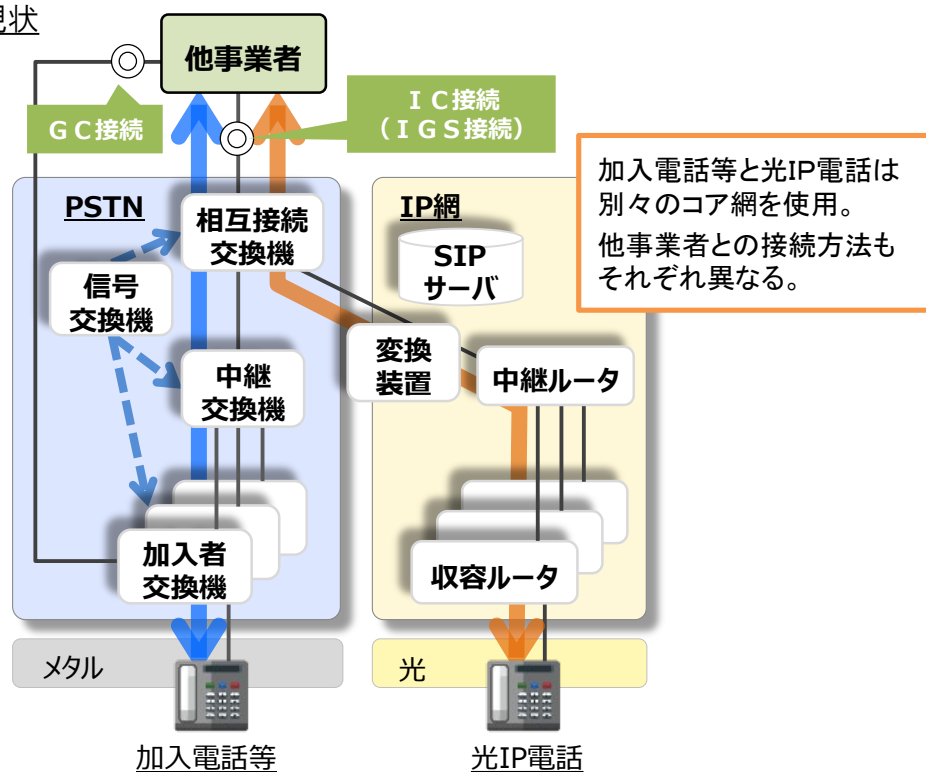 現状
他事業者
GC接続
IC接続
(IGS接続)
加入電話等と光IP電話は
別々のコア網を使用。
他事業者との接続方法も
それぞれ異なる。
PSTN
相互接続
交換機
信号
交換機
中継
交換機
加入者
交換機
IP網
SIP
サーバ
変換
装置
中継ルータ
収容ルータ
メタル
光
加入電話等
光IP電話